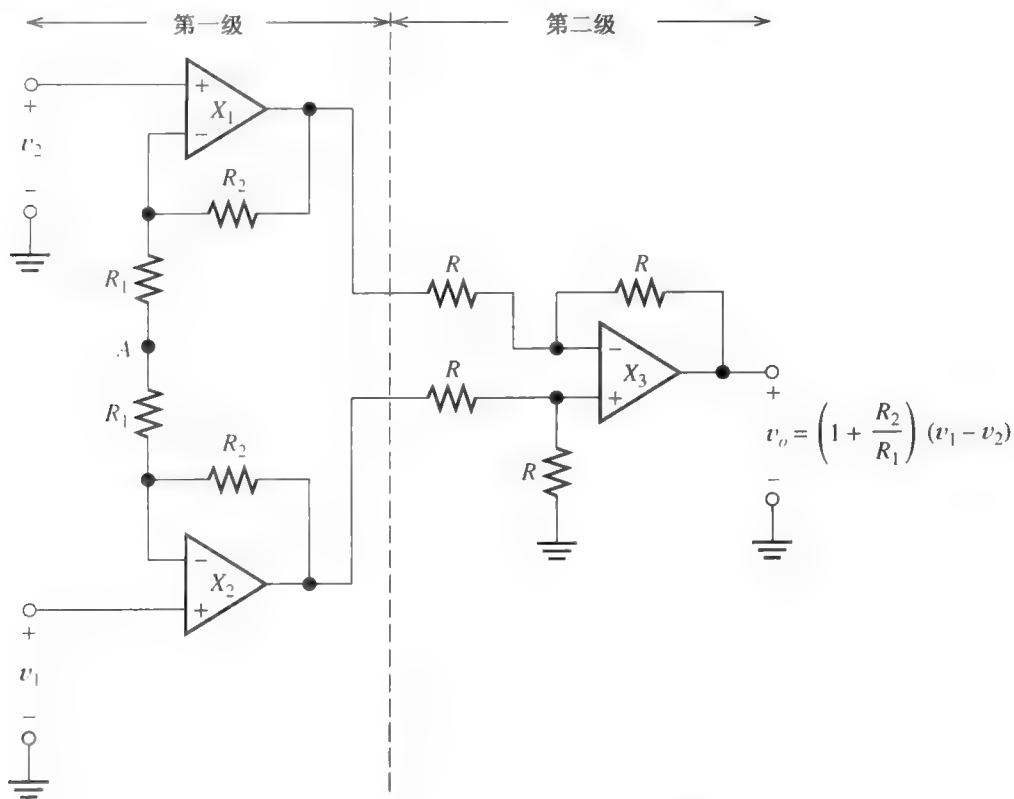 第一级 第二级
+
X₁
−
+
v₂
−
R₂
R₁
R R
A
−
X₃
+
R
R₁
+
v_o = (1 + R₂/R₁) (v₁ − v₂)
−
R₂
R
−
X₂
+
+
v₁
−